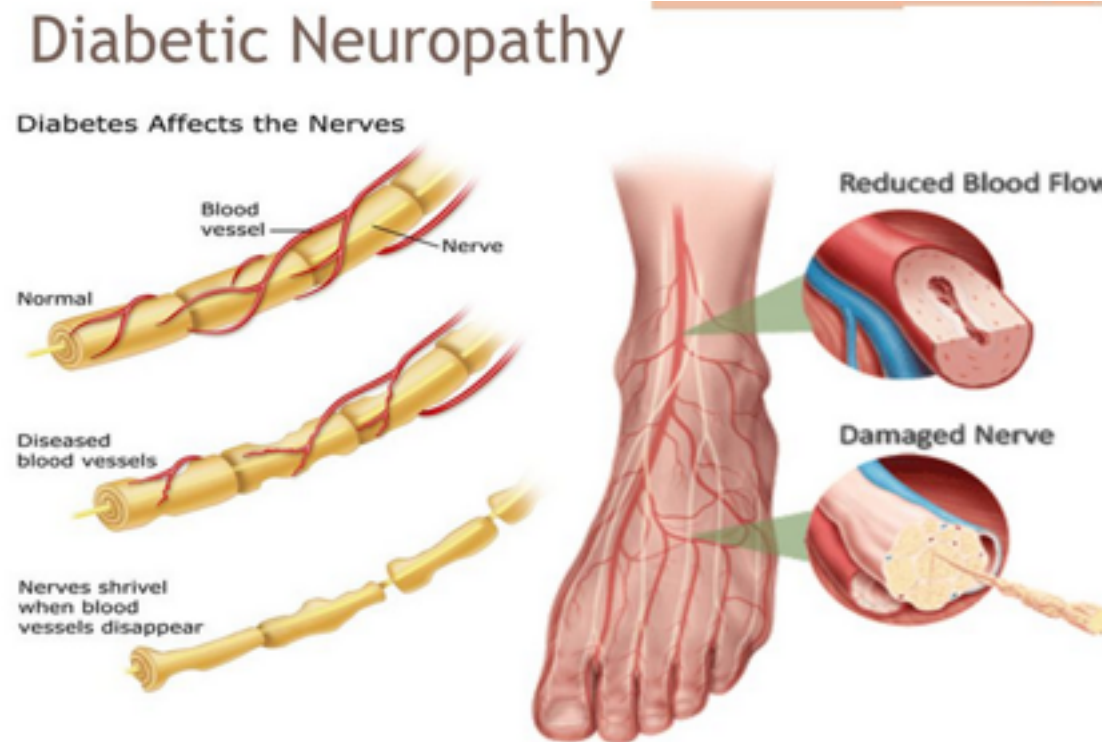 Diabetic Neuropathy
Diabetes Affects the Nerves
Blood
vessel
Nerve
Normal
Diseased
blood vessels
Nerves shrivel
when blood
vessels disappear
Reduced Blood Flow
Damaged Nerve